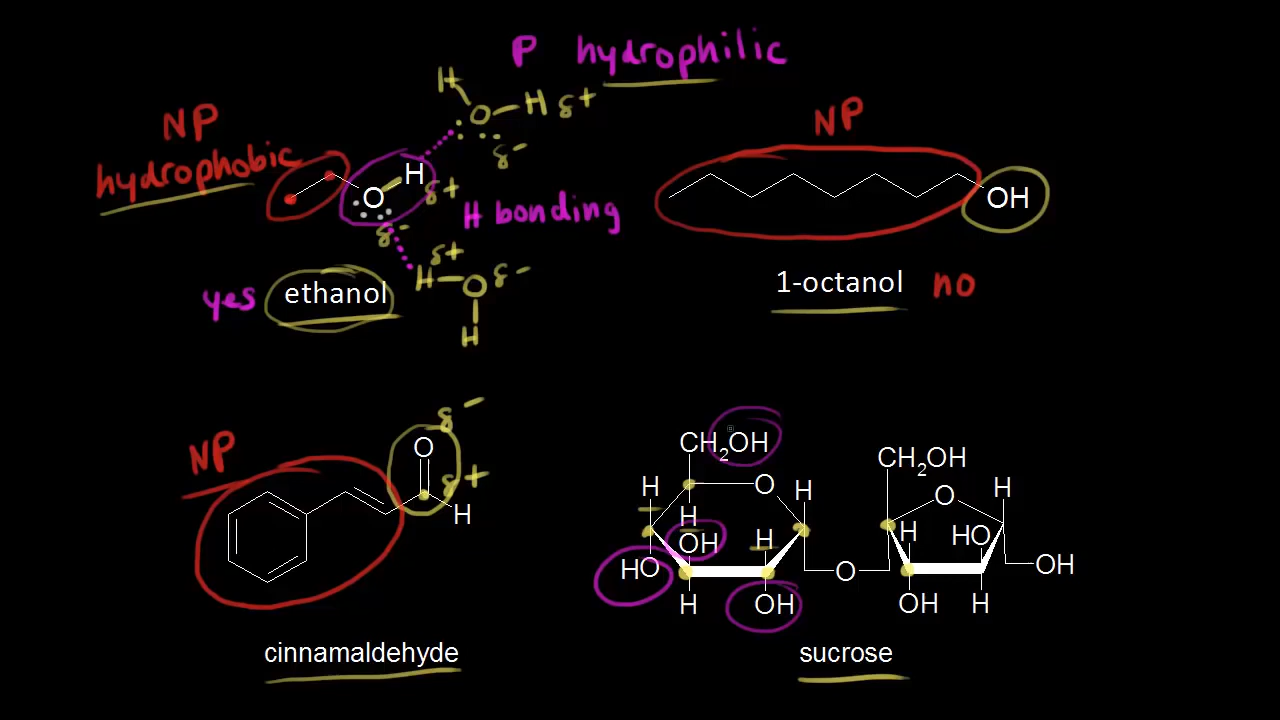 P hydrophilic
NP
hydrophobic
H
O H δ+
δ-
O H
δ+
δ-
H bonding
δ+
H O δ-
H
yes ethanol
NP
OH
1-octanol no
NP
δ-
O
δ+
H
cinnamaldehyde
CH2OH
H O H
H
OH H
HO
H OH
O
CH2OH
O H
H HO
OH
OH H
sucrose